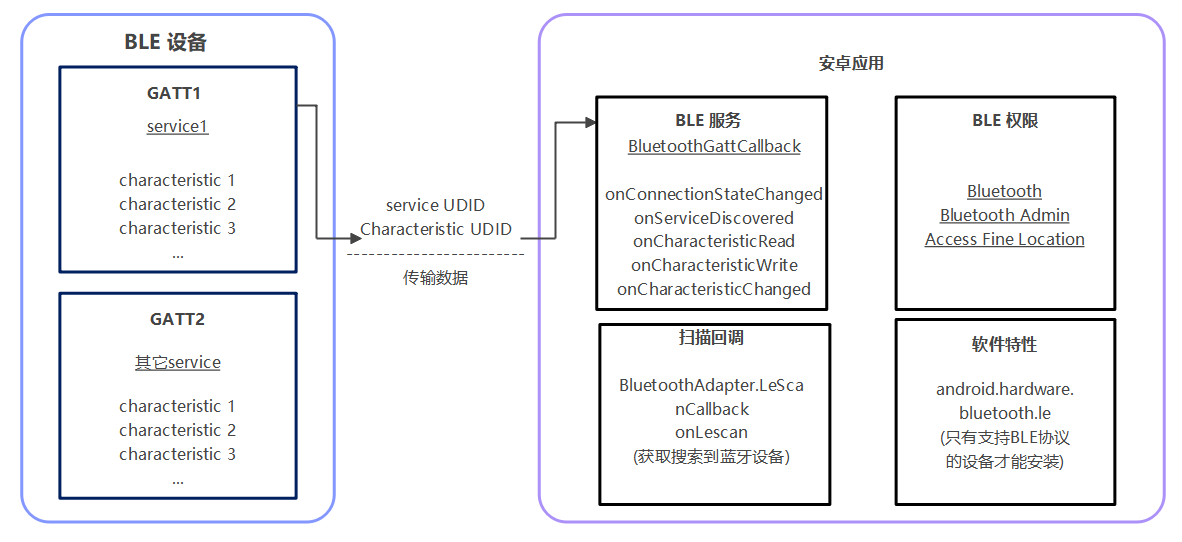 BLE 设备
GATT1
service1
characteristic 1
characteristic 2
characteristic 3
...
GATT2
其它service
characteristic 1
characteristic 2
characteristic 3
...
service UDID
Characteristic UDID
传输数据
安卓应用
BLE 服务
BluetoothGattCallback
onConnectionStateChanged
onServiceDiscovered
onCharacteristicRead
onCharacteristicWrite
onCharacteristicChanged
BLE 权限
Bluetooth
Bluetooth Admin
Access Fine Location
扫描回调
BluetoothAdapter.LeSca
nCallback
onLescan
(获取搜索到蓝牙设备)
软件特性
android.hardware.
bluetooth.le
(只有支持BLE协议
的设备才能安装)